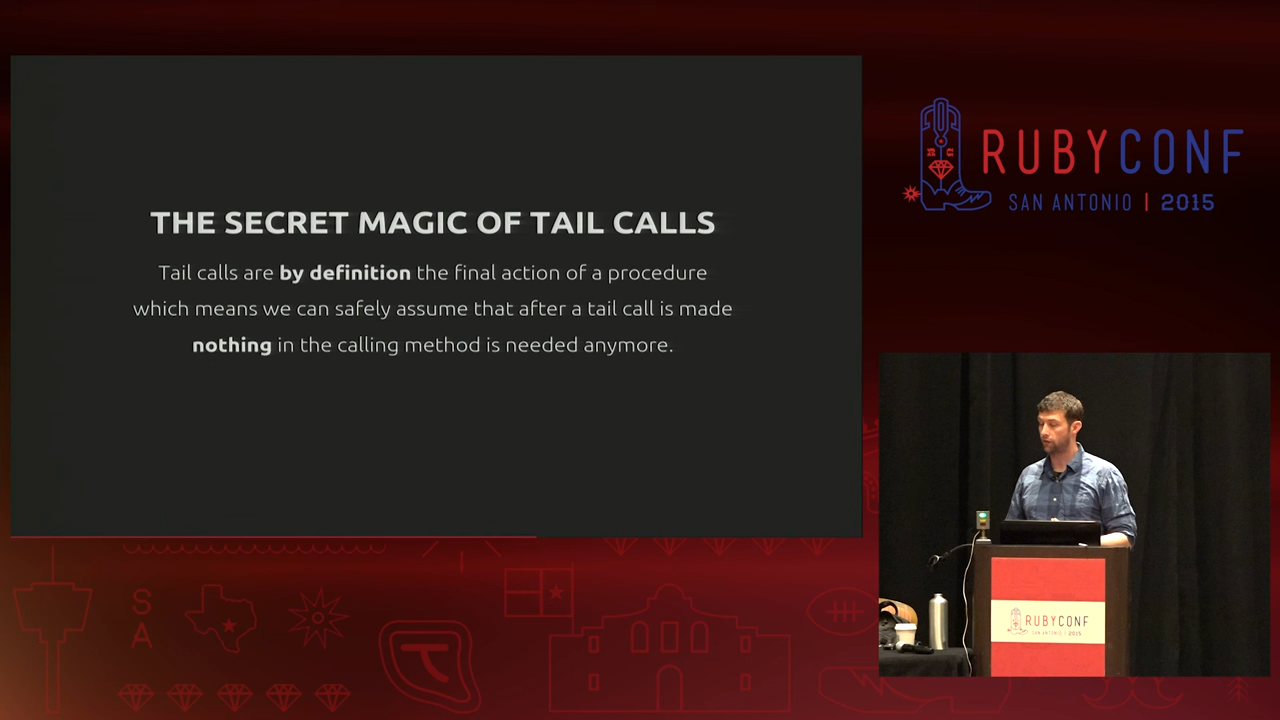 THE SECRET MAGIC OF TAIL CALLS
Tail calls are by definition the final action of a procedure
which means we can safely assume that after a tail call is made
nothing in the calling method is needed anymore.
RUBYCONF
SAN ANTONIO | 2015
RUBYCONF
SAN ANTONIO | 2015
S
A